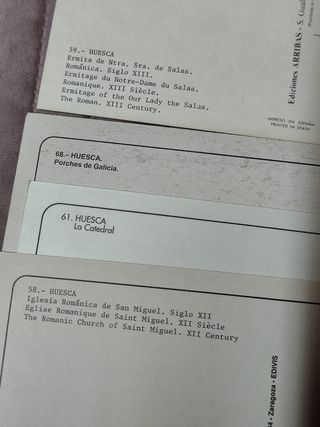 59.- HUESCA
Ermita de Ntra. Sra. de Salas.
Románica. Siglo XIII.
Ermitage du Notre-Dame du Salas.
Romanique. XIII Siècle.
Ermitage of the Our Lady the Salas.
The Roman. XIII Century.
Ediciones ARRIBAS - S.
IMPRESO EN ESPAÑA
PRINTED IN SPAIN
68.- HUESCA.
Porches de Galicia.
61. HUESCA
La Catedral
58.- HUESCA
Iglesia Románica de San Miguel. Siglo XII
Eglise Romanique de Saint Miguel. XII Siècle
The Romanic Church of Saint Miguel. XII Century
4 • Zaragoza • EDIVIS